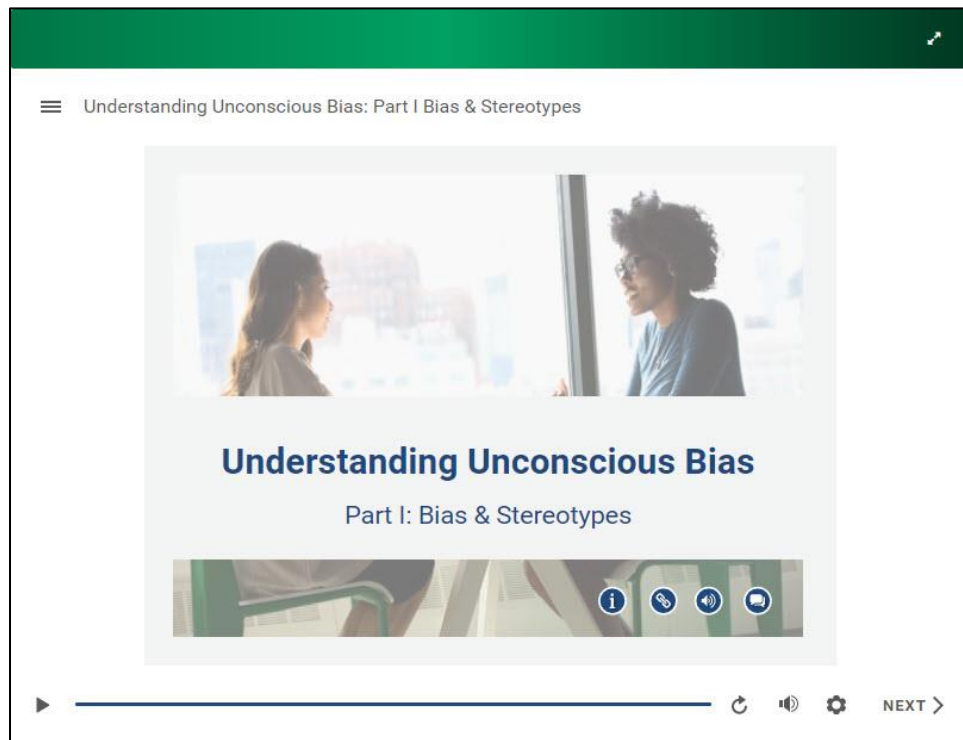 Understanding Unconscious Bias: Part I Bias & Stereotypes
Understanding Unconscious Bias
Part I: Bias & Stereotypes
NEXT